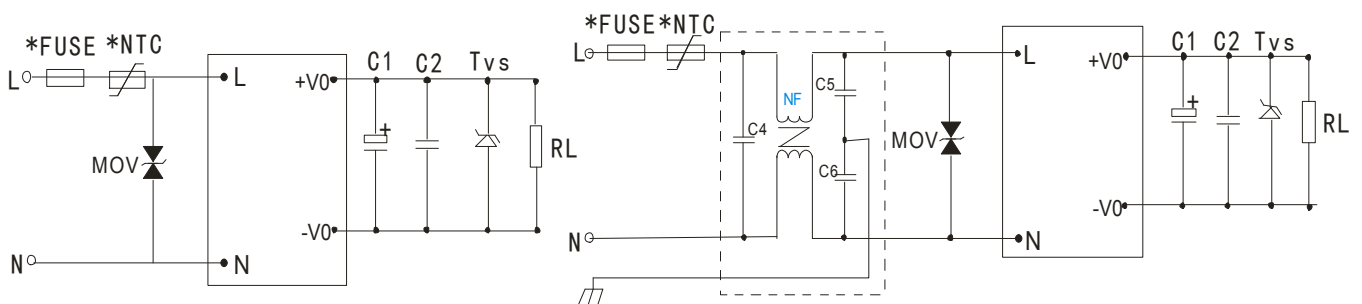 *FUSE *NTC
L
L
+V0
C1
C2
Tvs
+
MOV
RL
-V0
N
N
*FUSE *NTC
L
C4
NF
C5
C6
MOV
L
+V0
C1
C2
Tvs
+
RL
-V0
N
N